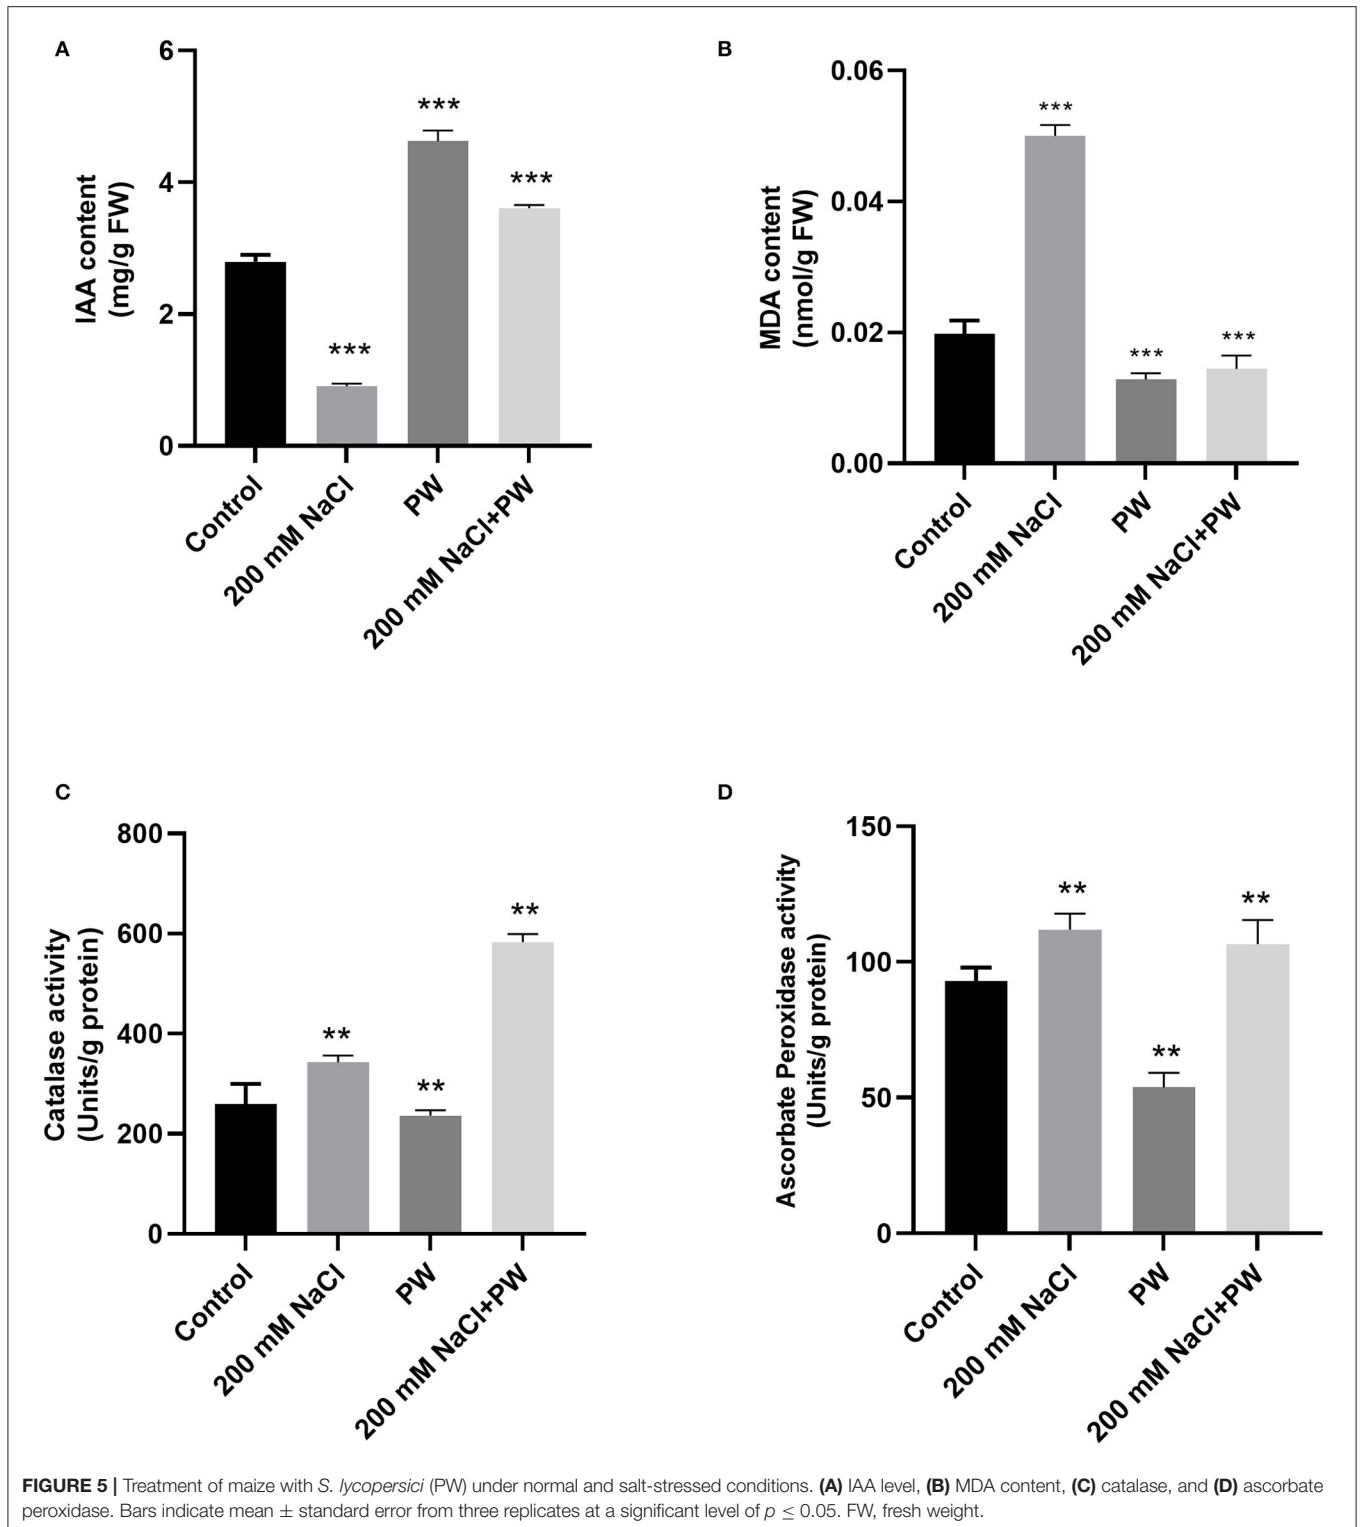 A
IAA content
(mg/g FW)
6
4
2
0
***
***
***
Control
200 mM NaCl
PW
200 mM NaCl+PW
B
MDA content
(nmol/g FW)
0.06
0.04
0.02
0.00
***
***
***
Control
200 mM NaCl
PW
200 mM NaCl+PW
C
Catalase activity
(Units/g protein)
800
600
400
200
0
**
**
**
Control
200 mM NaCl
PW
200 mM NaCl+PW
D
Ascorbate Peroxidase activity
(Units/g protein)
150
100
50
0
**
**
**
Control
200 mM NaCl
PW
200 mM NaCl+PW
FIGURE 5 | Treatment of maize with S. lycopersici (PW) under normal and salt-stressed conditions. (A) IAA level, (B) MDA content, (C) catalase, and (D) ascorbate
peroxidase. Bars indicate mean ± standard error from three replicates at a significant level of p ≤ 0.05. FW, fresh weight.